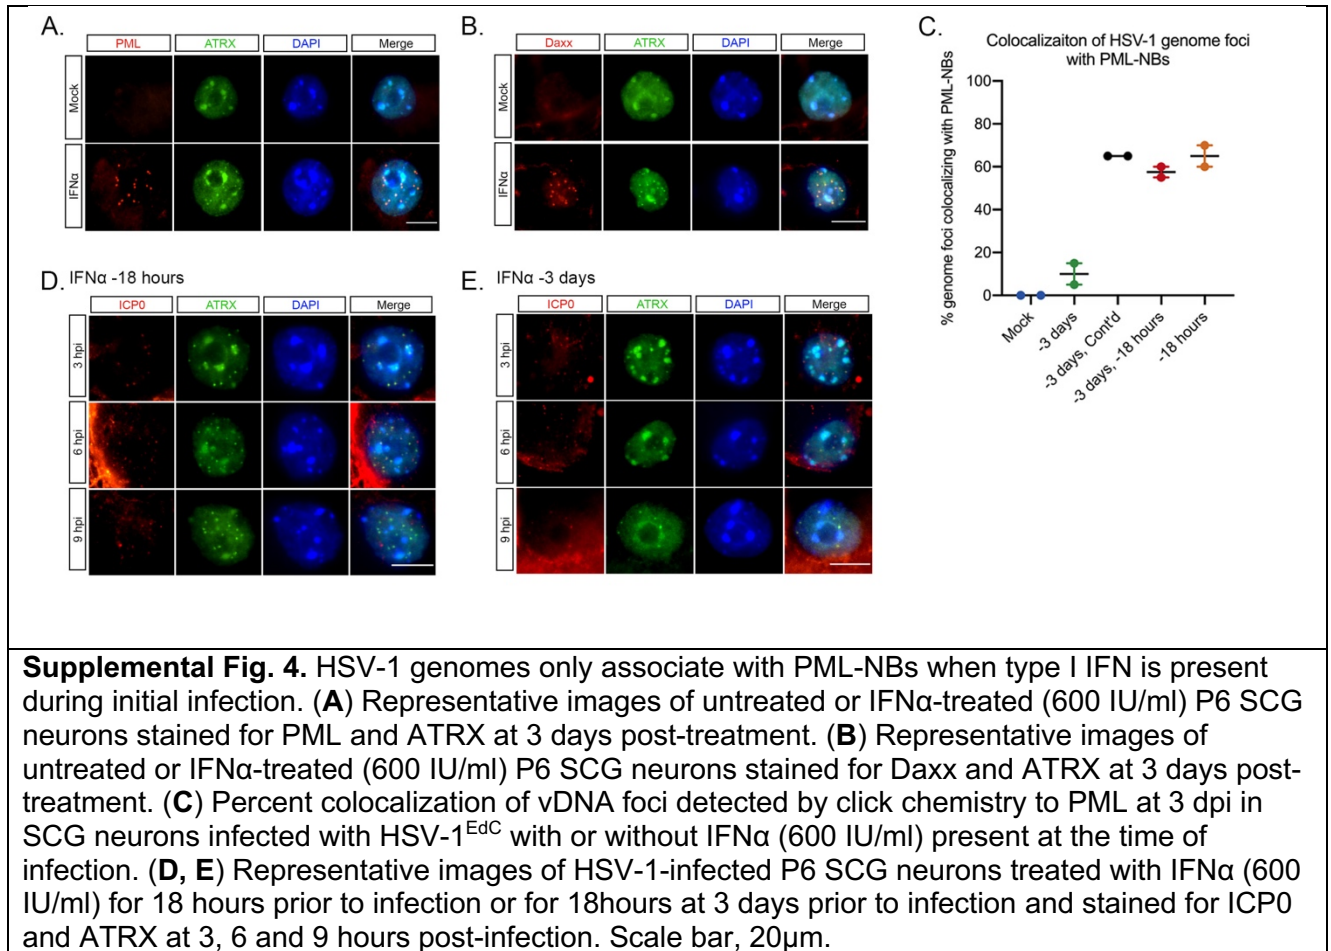 A.
PML ATRX DAPI Merge
Mock
IFNα
B.
Daxx ATRX DAPI Merge
Mock
IFNα
C.
Colocalizaiton of HSV-1 genome foci
with PML-NBs
% genome foci colocalizing with PML-NBs
100
80
60
40
20
0
Mock
-3 days
-3 days, Cont'd
-3 days, -18 hours
-18 hours
D. IFNα -18 hours
ICP0 ATRX DAPI Merge
3 hpi
6 hpi
9 hpi
E. IFNα -3 days
ICP0 ATRX DAPI Merge
3 hpi
6 hpi
9 hpi
Supplemental Fig. 4. HSV-1 genomes only associate with PML-NBs when type I IFN is present
during initial infection. (A) Representative images of untreated or IFNα-treated (600 IU/ml) P6 SCG
neurons stained for PML and ATRX at 3 days post-treatment. (B) Representative images of
untreated or IFNα-treated (600 IU/ml) P6 SCG neurons stained for Daxx and ATRX at 3 days post-
treatment. (C) Percent colocalization of vDNA foci detected by click chemistry to PML at 3 dpi in
SCG neurons infected with HSV-1EdC with or without IFNα (600 IU/ml) present at the time of
infection. (D, E) Representative images of HSV-1-infected P6 SCG neurons treated with IFNα (600
IU/ml) for 18 hours prior to infection or for 18hours at 3 days prior to infection and stained for ICP0
and ATRX at 3, 6 and 9 hours post-infection. Scale bar, 20µm.